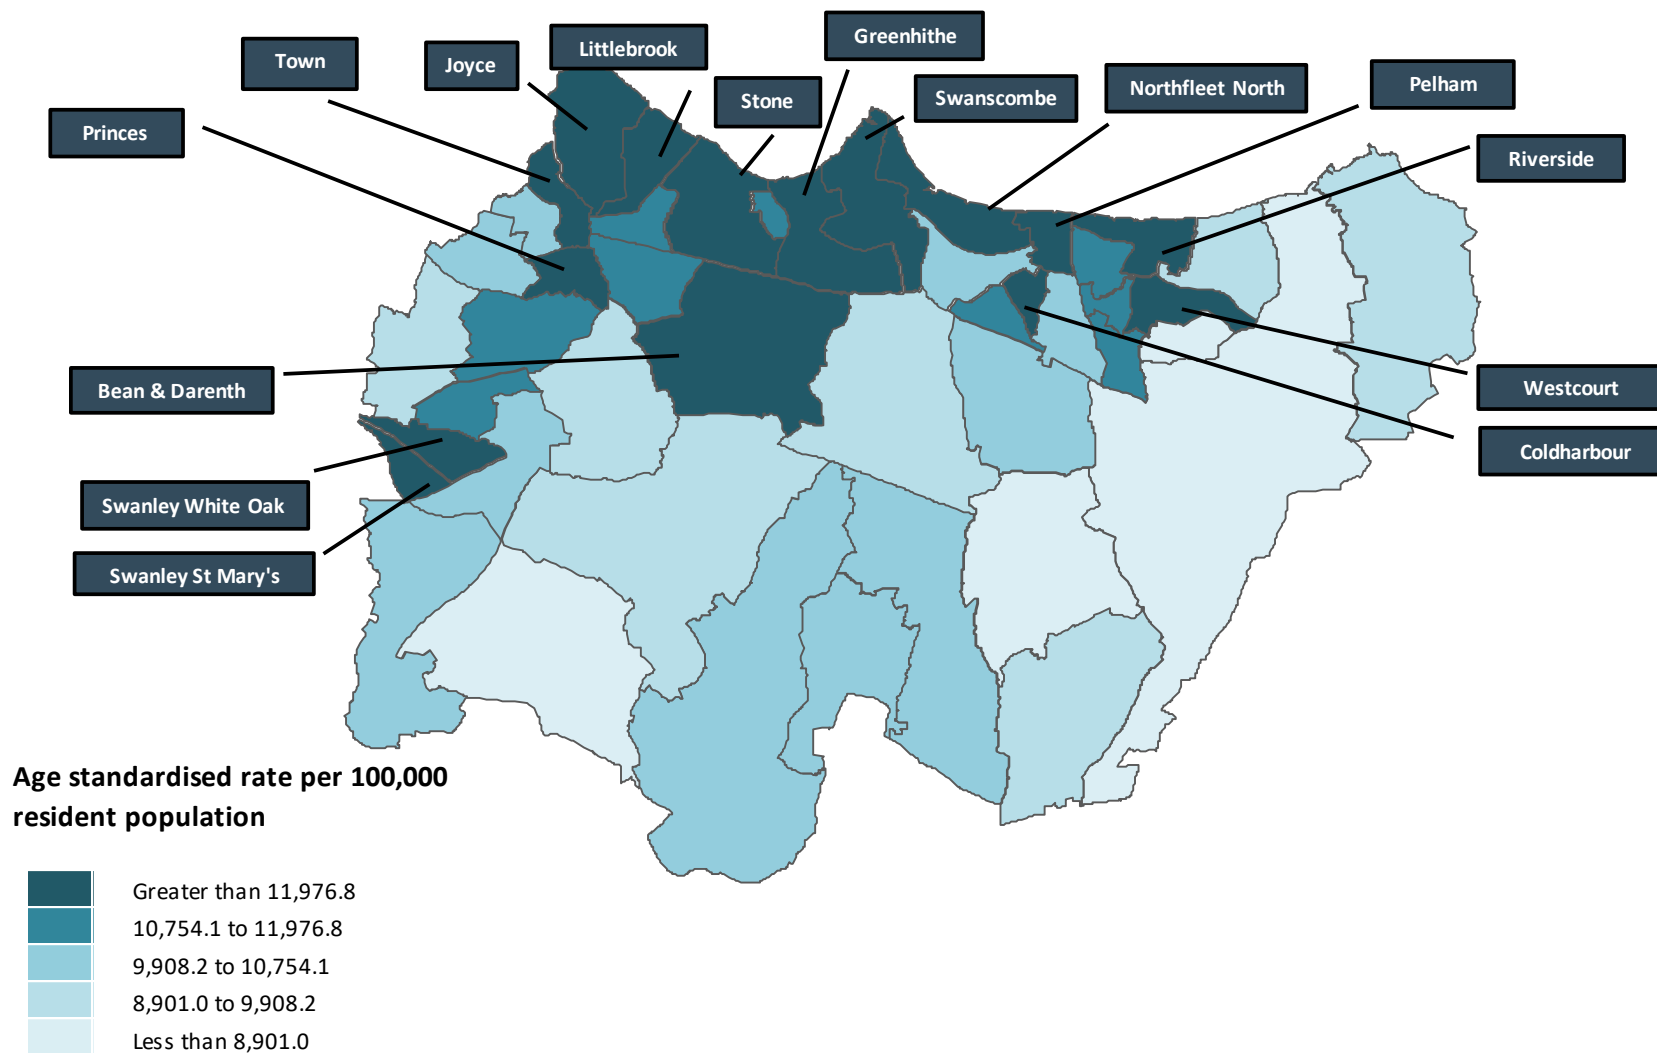 Greenhithe
Littlebrook
Town
Joyce
Stone
Swanscombe
Northfleet North
Pelham
Princes
Riverside
Bean & Darenth
Westcourt
Coldharbour
Swanley White Oak
Swanley St Mary's
Age standardised rate per 100,000
resident population
Greater than 11,976.8
10,754.1 to 11,976.8
9,908.2 to 10,754.1
8,901.0 to 9,908.2
Less than 8,901.0